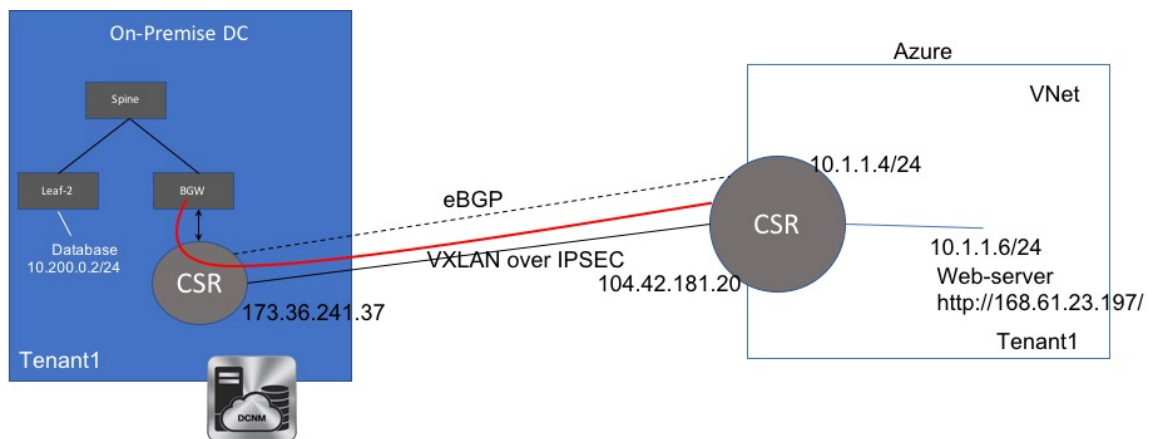 On-Premise DC
Spine
Leaf-2
BGW
Database
10.200.0.2/24
CSR
173.36.241.37
Tenant1
DCNM
eBGP
VXLAN over IPSEC
104.42.181.20
Azure
VNet
10.1.1.4/24
CSR
10.1.1.6/24
Web-server
http://168.61.23.197/
Tenant1